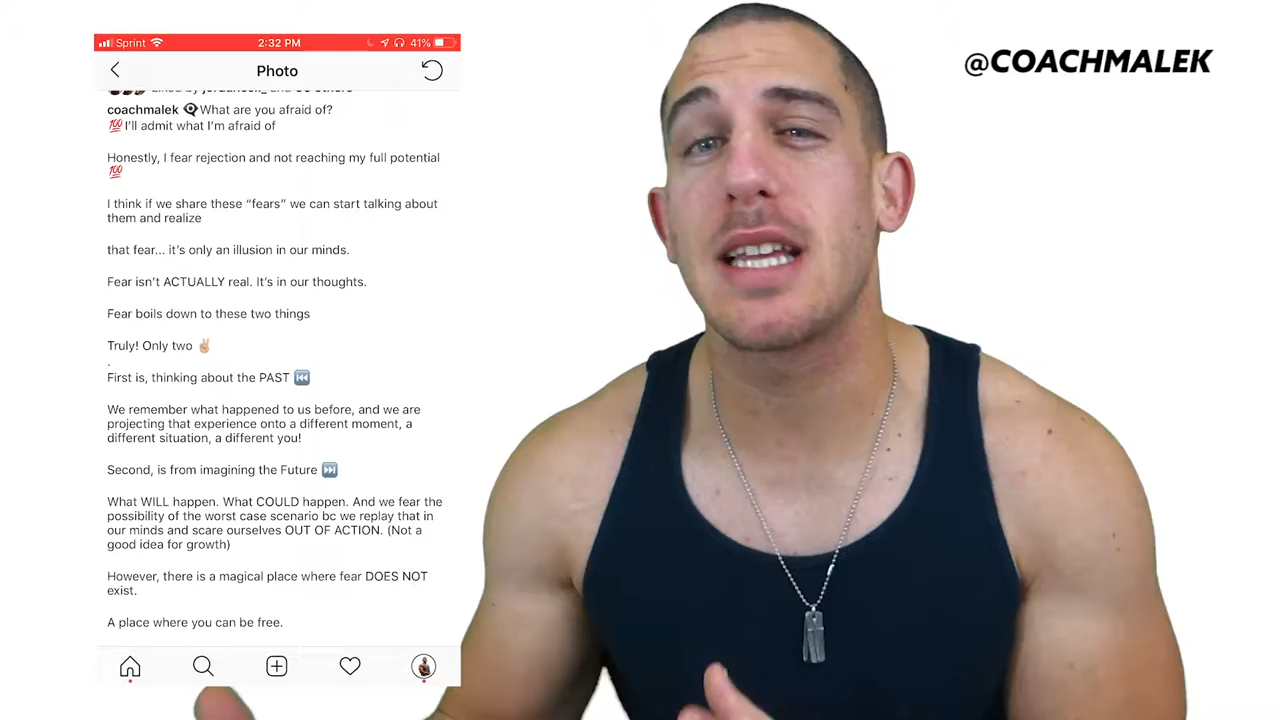 Sprint
2:32 PM
41%
Photo
coachmalek 👁️‍🗨️What are you afraid of?
💯I'll admit what I'm afraid of
Honestly, I fear rejection and not reaching my full potential
💯
I think if we share these “fears” we can start talking about
them and realize
that fear... it's only an illusion in our minds.
Fear isn't ACTUALLY real. It's in our thoughts.
Fear boils down to these two things
Truly! Only two ✌🏼
.
First is, thinking about the PAST ⏮️
We remember what happened to us before, and we are
projecting that experience onto a different moment, a
different situation, a different you!
Second, is from imagining the Future ⏭️
What WILL happen. What COULD happen. And we fear the
possibility of the worst case scenario bc we replay that in
our minds and scare ourselves OUT OF ACTION. (Not a
good idea for growth)
However, there is a magical place where fear DOES NOT
exist.
A place where you can be free.
@COACHMALEK